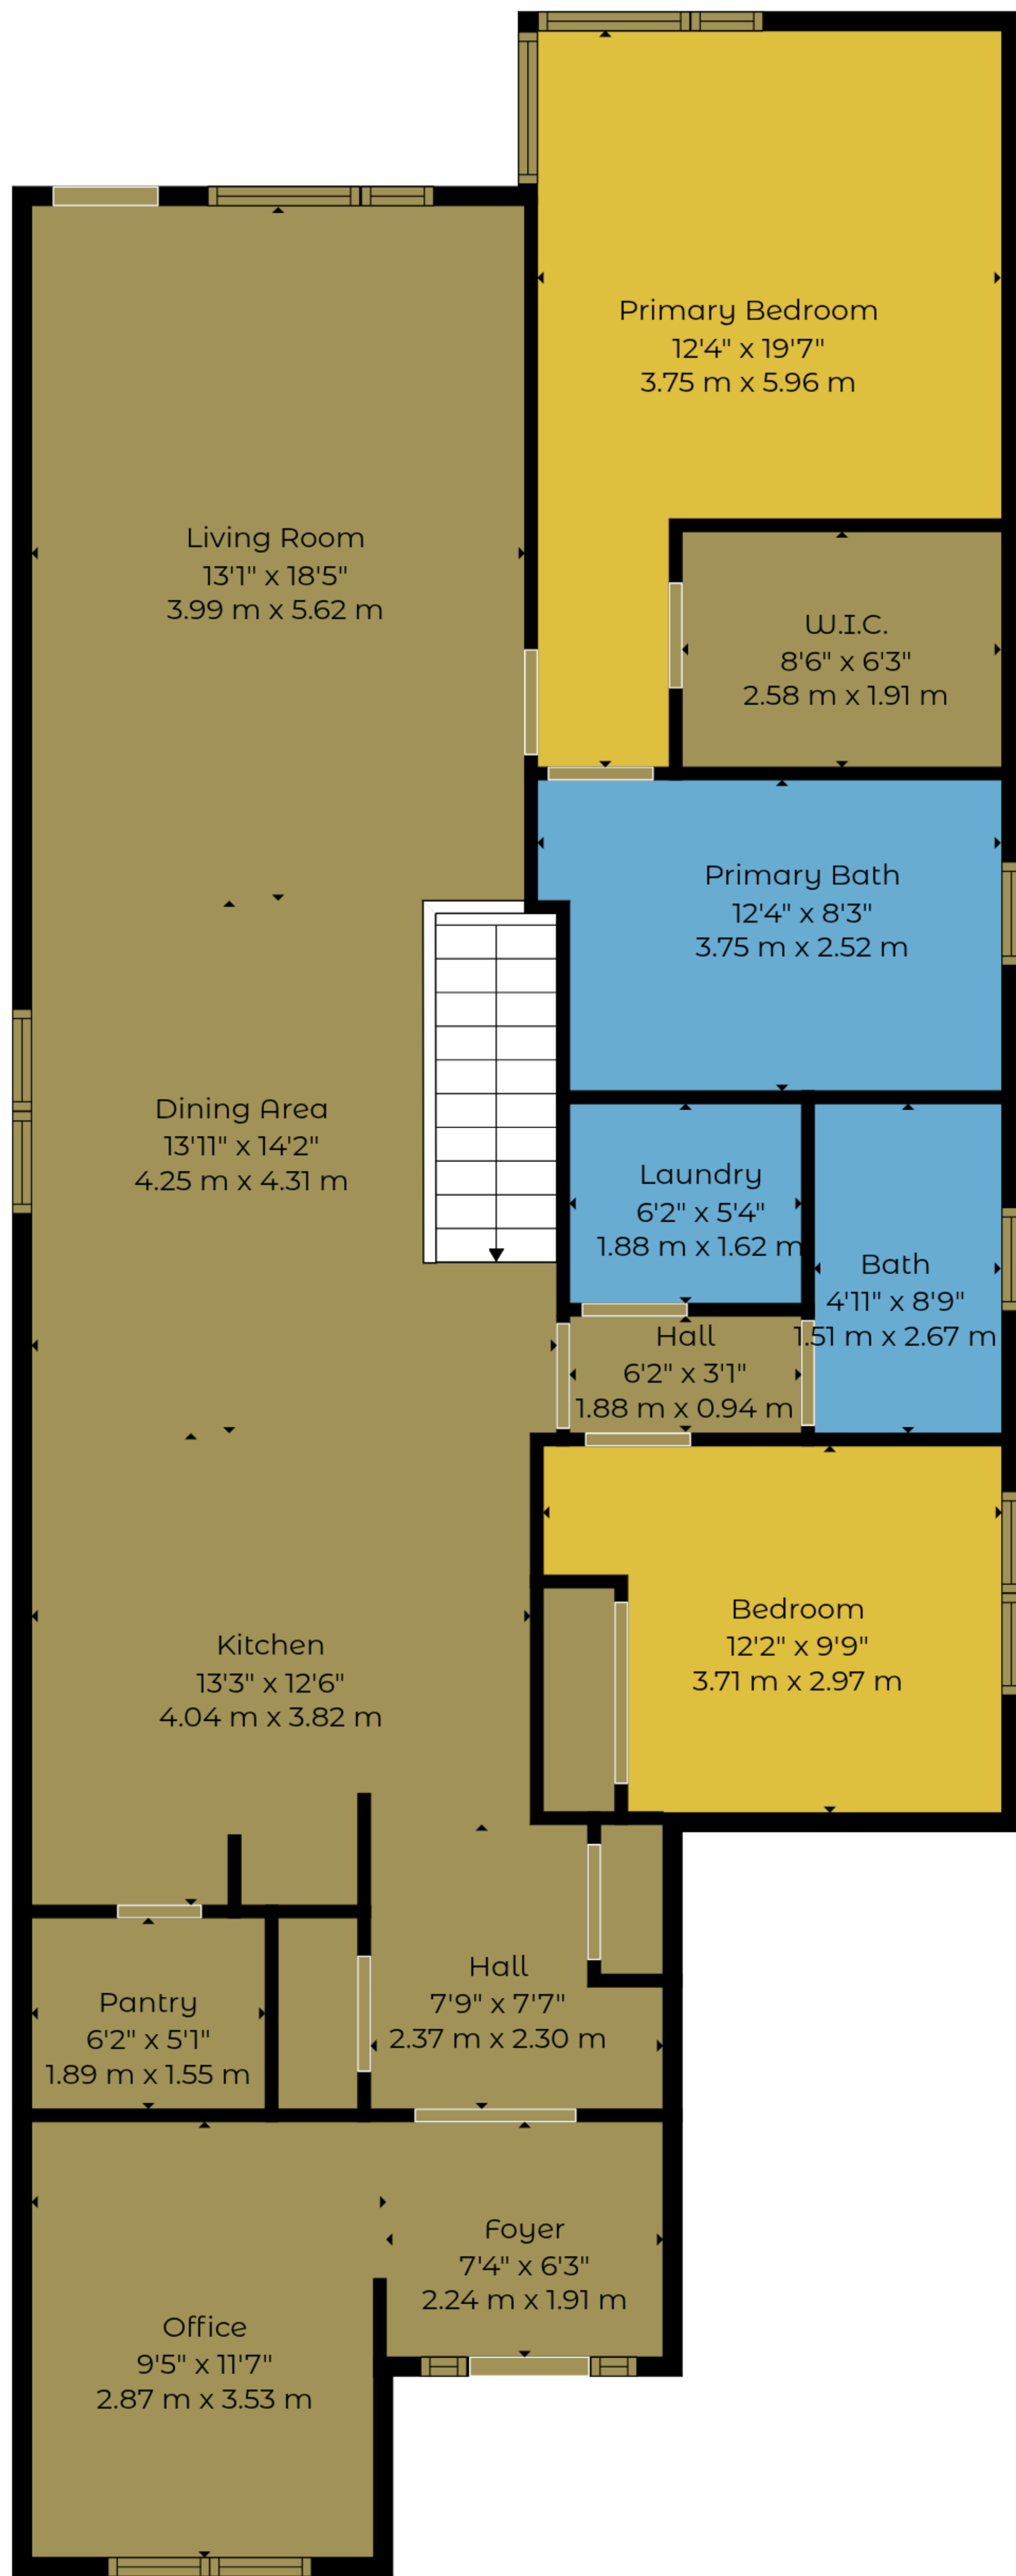 Primary Bedroom
12'4" x 19'7"
3.75 m x 5.96 m
Living Room
13'1" x 18'5"
3.99 m x 5.62 m
W.I.C.
8'6" x 6'3"
2.58 m x 1.91 m
Primary Bath
12'4" x 8'3"
3.75 m x 2.52 m
Dining Area
13'11" x 14'2"
4.25 m x 4.31 m
Laundry
6'2" x 5'4"
1.88 m x 1.62 m
Bath
4'11" x 8'9"
1.51 m x 2.67 m
Hall
6'2" x 3'1"
1.88 m x 0.94 m
Bedroom
12'2" x 9'9"
3.71 m x 2.97 m
Kitchen
13'3" x 12'6"
4.04 m x 3.82 m
Hall
7'9" x 7'7"
2.37 m x 2.30 m
Pantry
6'2" x 5'1"
1.89 m x 1.55 m
Foyer
7'4" x 6'3"
2.24 m x 1.91 m
Office
9'5" x 11'7"
2.87 m x 3.53 m